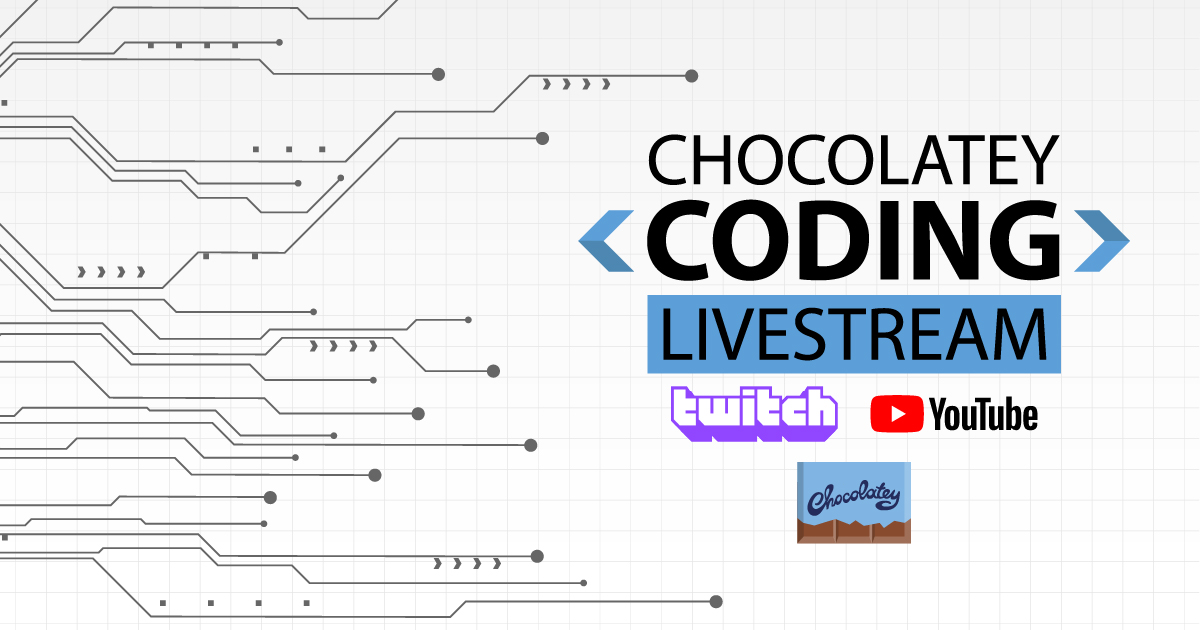 CHOCOLATEY
CODING
LIVESTREAM
twitch YouTube
Chocolatey